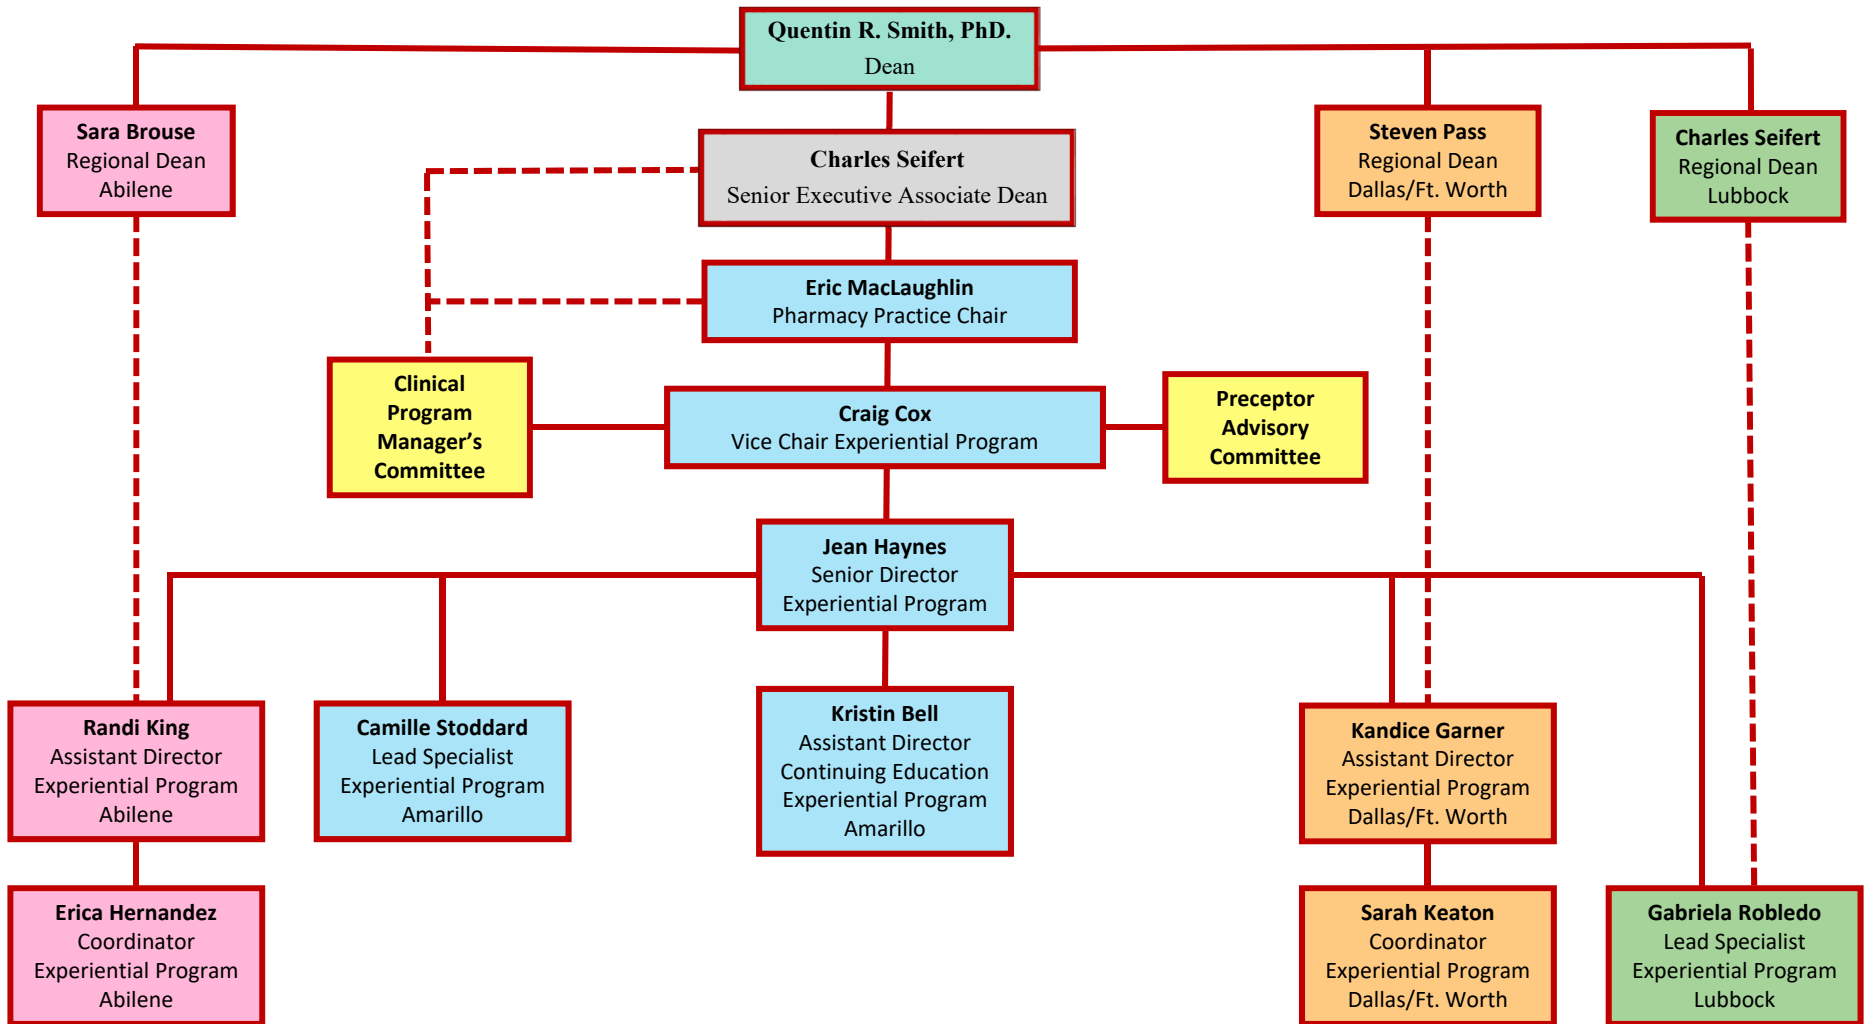 Quentin R. Smith, PhD.
Dean
Sara Brouse
Regional Dean
Abilene
Charles Seifert
Senior Executive Associate Dean
Steven Pass
Regional Dean
Dallas/Ft. Worth
Charles Seifert
Regional Dean
Lubbock
Eric MacLaughlin
Pharmacy Practice Chair
Clinical
Program
Manager’s
Committee
Craig Cox
Vice Chair Experiential Program
Preceptor
Advisory
Committee
Jean Haynes
Senior Director
Experiential Program
Randi King
Assistant Director
Experiential Program
Abilene
Camille Stoddard
Lead Specialist
Experiential Program
Amarillo
Kristin Bell
Assistant Director
Continuing Education
Experiential Program
Amarillo
Kandice Garner
Assistant Director
Experiential Program
Dallas/Ft. Worth
Erica Hernandez
Coordinator
Experiential Program
Abilene
Sarah Keaton
Coordinator
Experiential Program
Dallas/Ft. Worth
Gabriela Robledo
Lead Specialist
Experiential Program
Lubbock